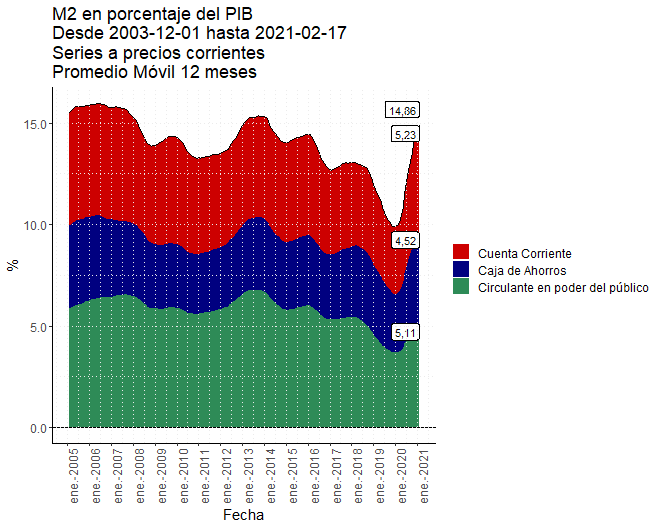 M2 en porcentaje del PIB
Desde 2003-12-01 hasta 2021-02-17
Series a precios corrientes
Promedio Móvil 12 meses
15.0
10.0
5.0
0.0
%
14,86
5,23
4,52
5,11
ene.-2005
ene.-2006
ene.-2007
ene.-2008
ene.-2009
ene.-2010
ene.-2011
ene.-2012
ene.-2013
ene.-2014
ene.-2015
ene.-2016
ene.-2017
ene.-2018
ene.-2019
ene.-2020
ene.-2021
Fecha
Cuenta Corriente
Caja de Ahorros
Circulante en poder del público